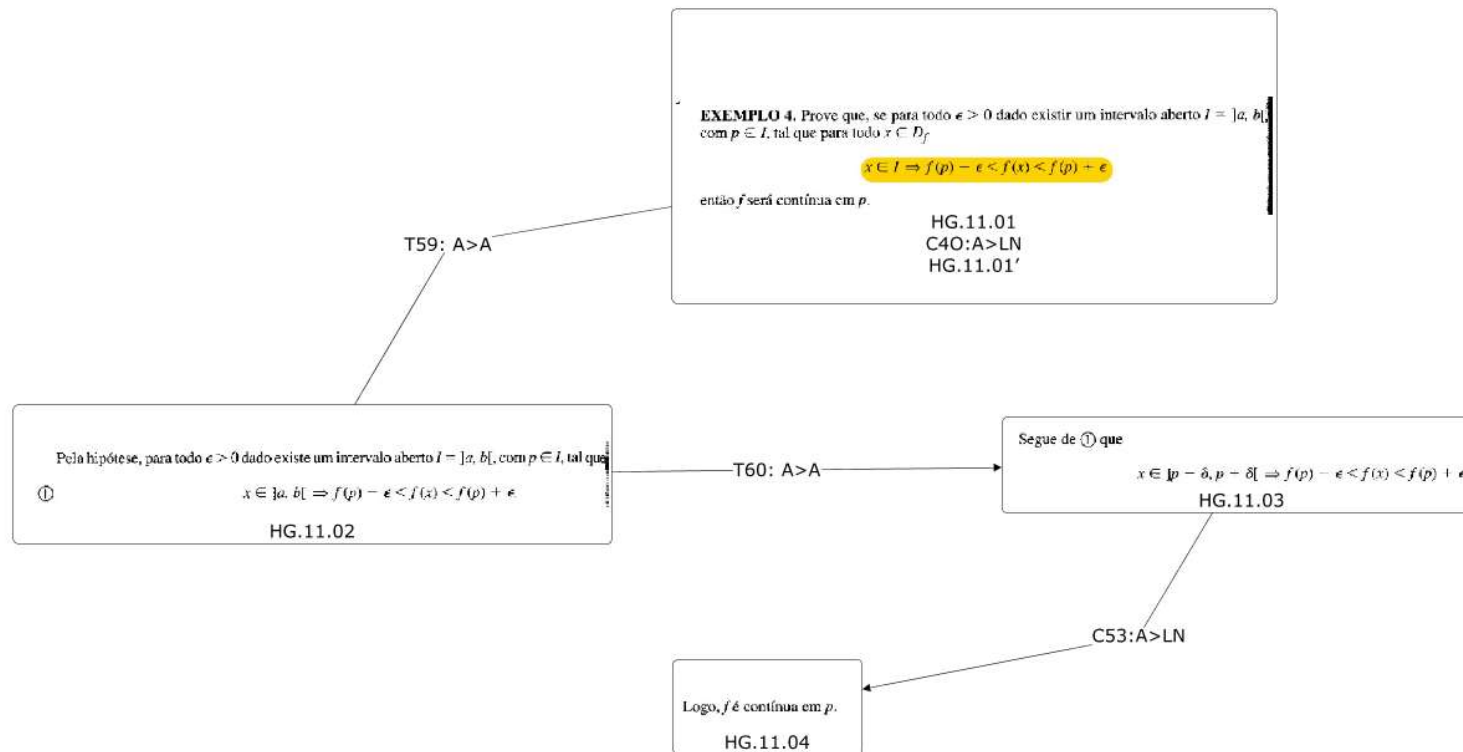 EXEMPLO 4. Prove que, se para todo ϵ > 0 dado existir um intervalo aberto I = ]a, b[,
com p ∈ I, tal que para todo x ⊂ D_f
x ∈ I ⇒ f(p) − ϵ < f(x) < f(p) + ϵ
então f será contínua em p.
HG.11.01
C4O:A>LN
HG.11.01’
T59: A>A
Pela hipótese, para todo ϵ > 0 dado existe um intervalo aberto I = ]a, b[, com p ∈ I, tal que
① x ∈ ]a, b[ ⇒ f(p) − ϵ < f(x) < f(p) + ϵ
HG.11.02
T60: A>A
Segue de ① que
x ∈ ]p − δ, p − δ[ ⇒ f(p) − ϵ < f(x) < f(p) + ϵ
HG.11.03
C53:A>LN
Logo, f é contínua em p.
HG.11.04